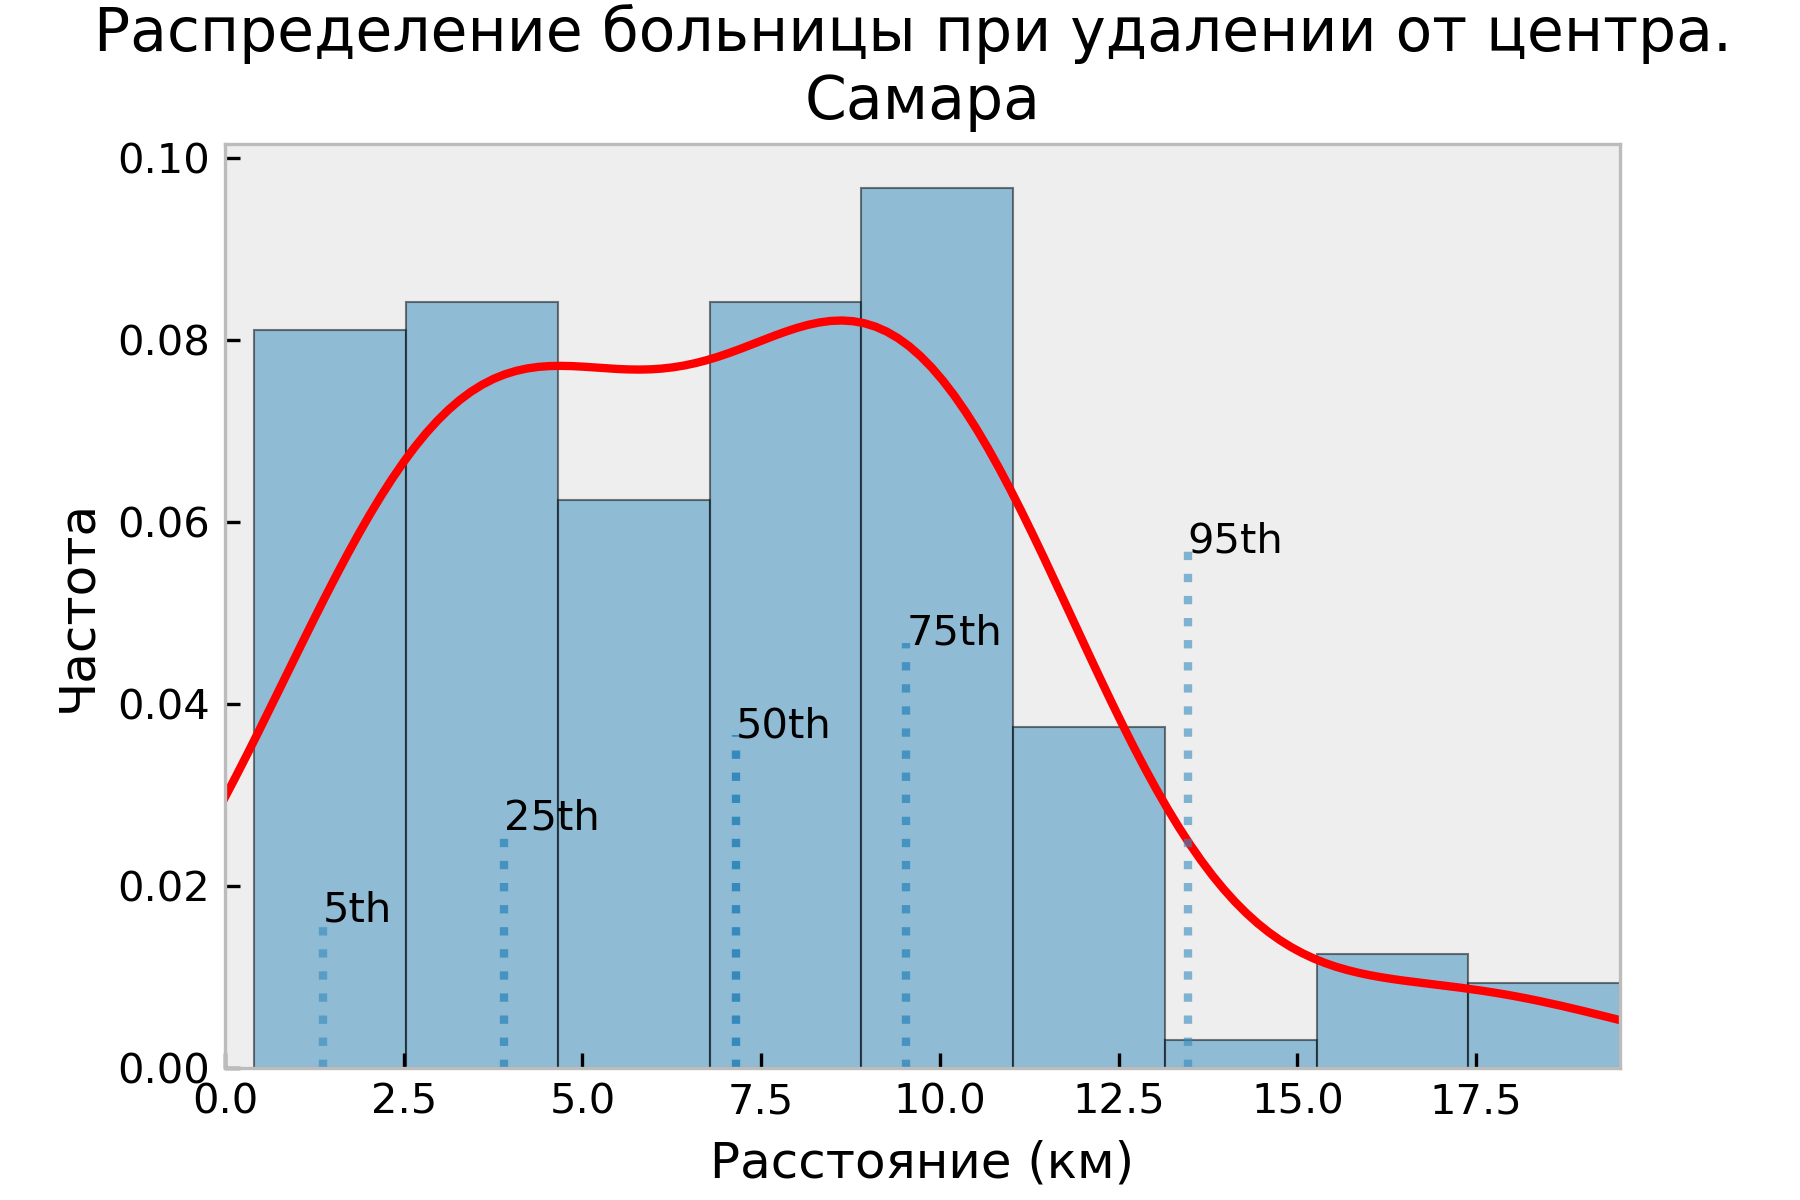 Распределение больницы при удалении от центра.
Самара
0.10
0.08
0.06
0.04
0.02
0.00
Частота
5th
25th
50th
75th
95th
0.0 2.5 5.0 7.5 10.0 12.5 15.0 17.5
Расстояние (км)